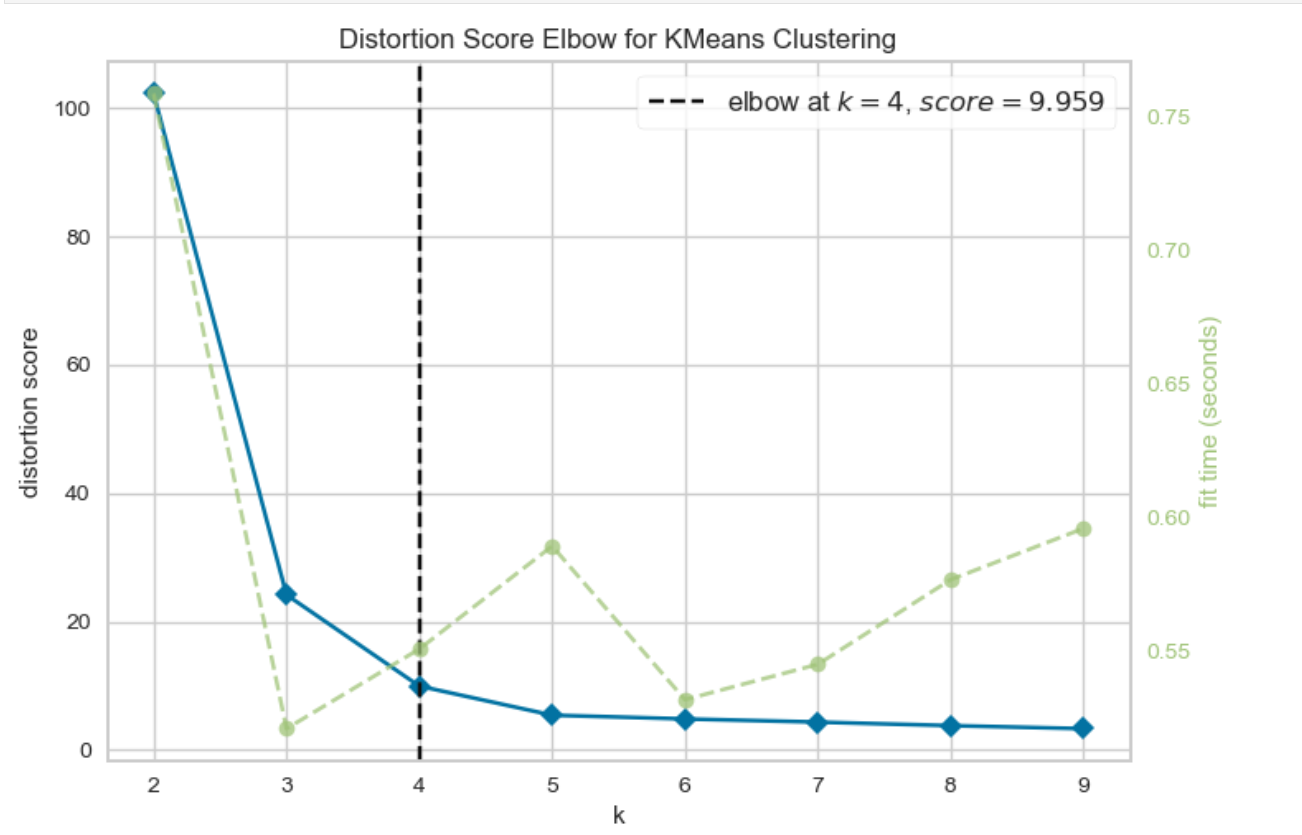 Distortion Score Elbow for KMeans Clustering
elbow at k = 4, score = 9.959
distortion score
100
80
60
40
20
0
0.75
0.70
0.65
0.60
0.55
fit time (seconds)
2 3 4 5 6 7 8 9
k